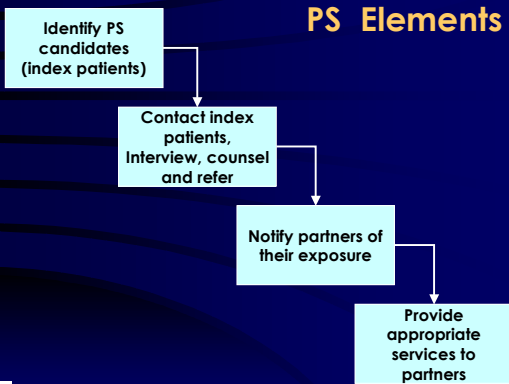 PS Elements
Identify PS
candidates
(index patients)
Contact index
patients,
Interview, counsel
and refer
Notify partners of
their exposure
Provide
appropriate
services to
partners